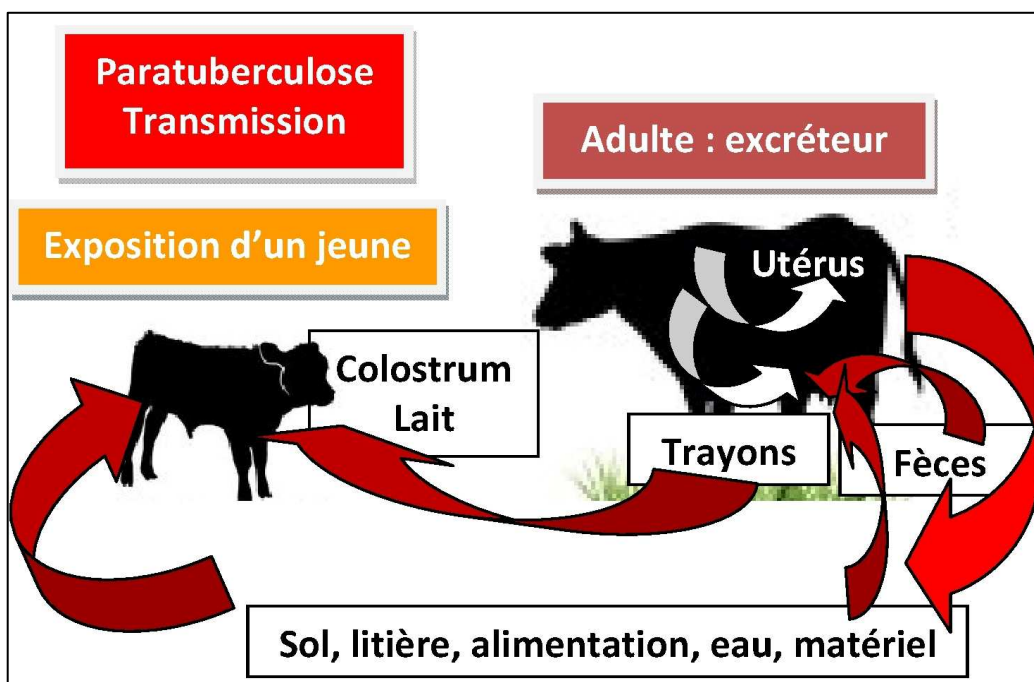 Paratuberculose
Transmission
Adulte : excréteur
Exposition d’un jeune
Utérus
Colostrum
Lait
Trayons
Fèces
Sol, litière, alimentation, eau, matériel